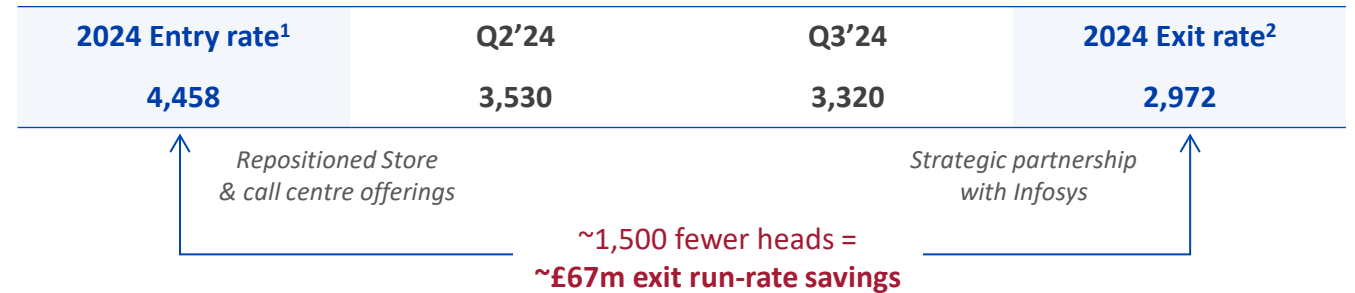 2024 Entry rate¹ Q2’24 Q3’24 2024 Exit rate²
4,458 3,530 3,320 2,972
Repositioned Store
& call centre offerings
Strategic partnership
with Infosys
~1,500 fewer heads =
~£67m exit run-rate savings